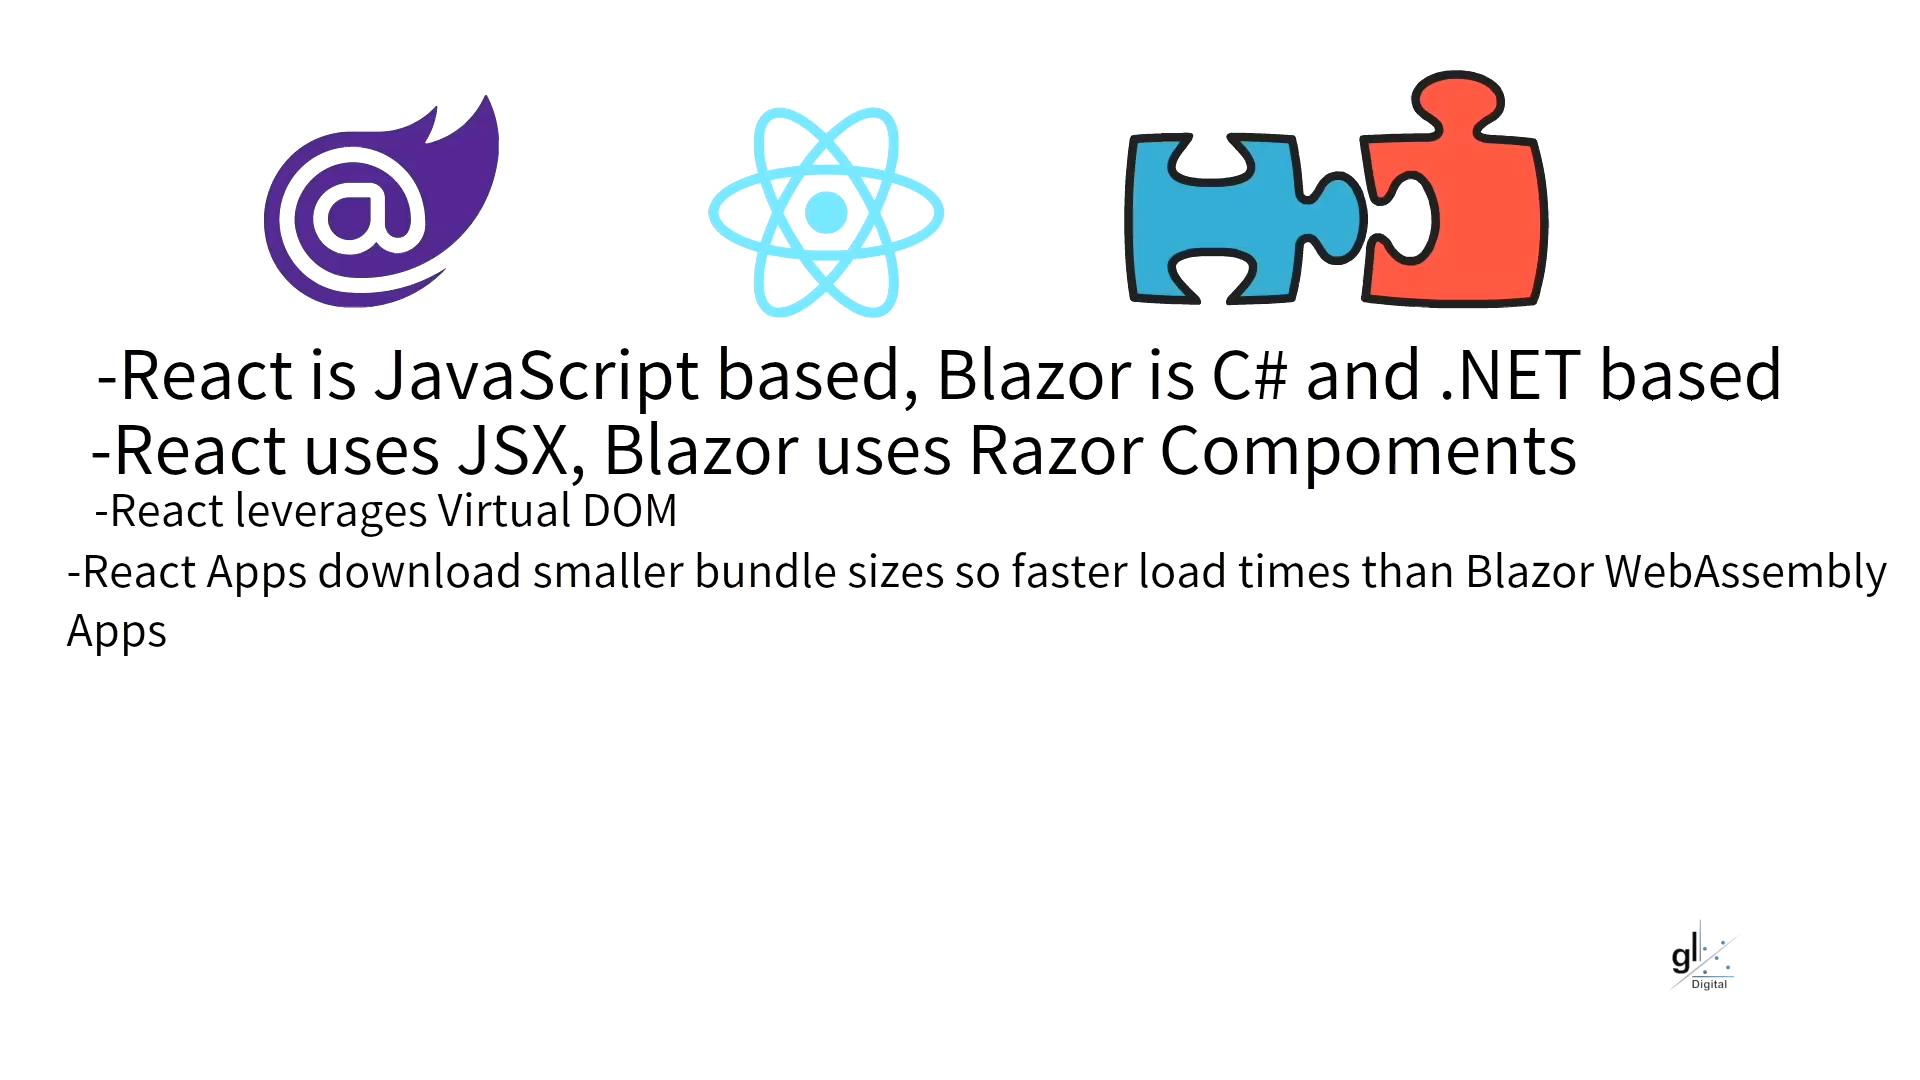 -React is JavaScript based, Blazor is C# and .NET based
-React uses JSX, Blazor uses Razor Compoments
-React leverages Virtual DOM
-React Apps download smaller bundle sizes so faster load times than Blazor WebAssembly
Apps
gl
Digital